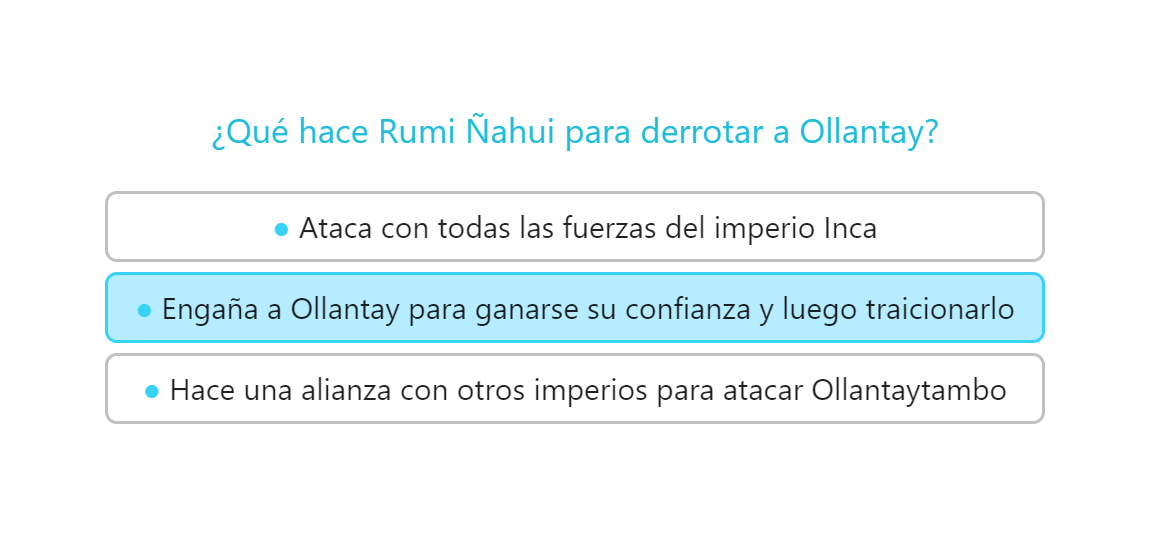 ¿Qué hace Rumi Ñahui para derrotar a Ollantay?
• Ataca con todas las fuerzas del imperio Inca
• Engaña a Ollantay para ganarse su confianza y luego traicionarlo
• Hace una alianza con otros imperios para atacar Ollantaytambo